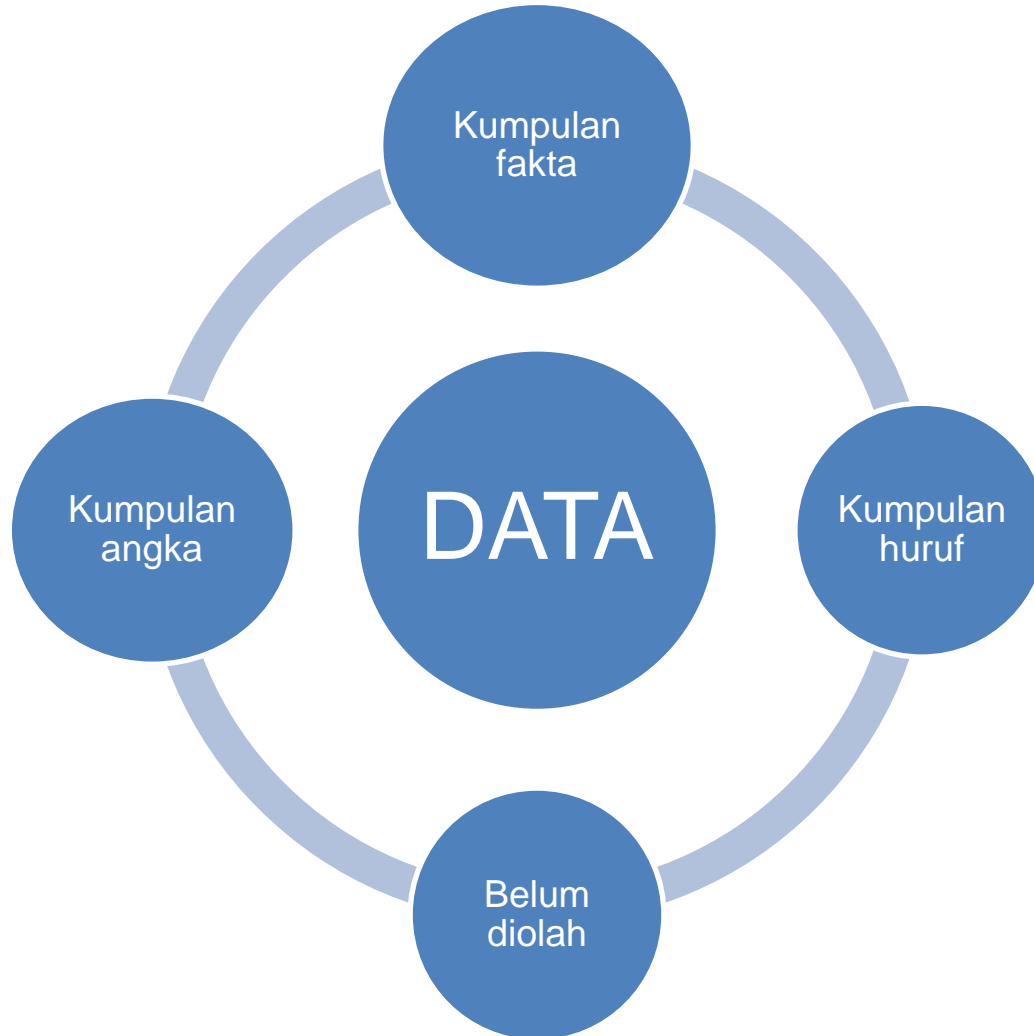 Kumpulan
fakta
Kumpulan
angka
DATA
Kumpulan
huruf
Belum
diolah